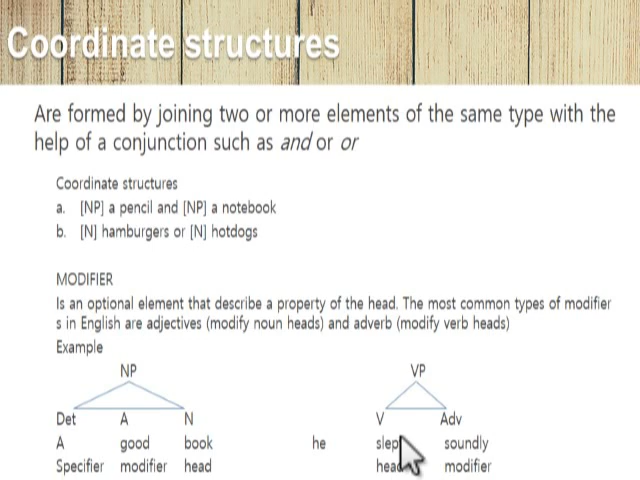 Coordinate structures
Are formed by joining two or more elements of the same type with the
help of a conjunction such as and or or
Coordinate structures
a. [NP] a pencil and [NP] a notebook
b. [N] hamburgers or [N] hotdogs
MODIFIER
Is an optional element that describe a property of the head. The most common types of modifier
s in English are adjectives (modify noun heads) and adverb (modify verb heads)
Example
NP VP
Det A N V Adv
A good book he slep soundly
Specifier modifier head head modifier